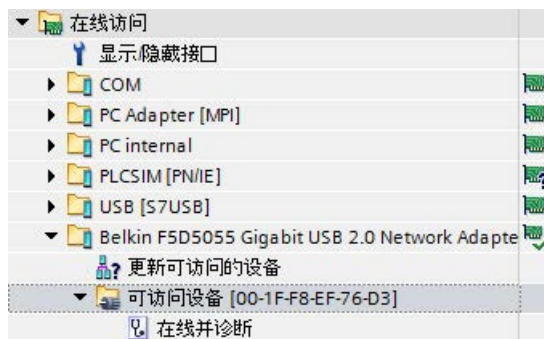 在线访问
显示/隐藏接口
COM
PC Adapter [MPI]
PC internal
PLCSIM [PN/IE]
USB [S7USB]
Belkin F5D5055 Gigabit USB 2.0 Network Adapte
更新可访问的设备
可访问设备 [00-1F-F8-EF-76-D3]
在线并诊断